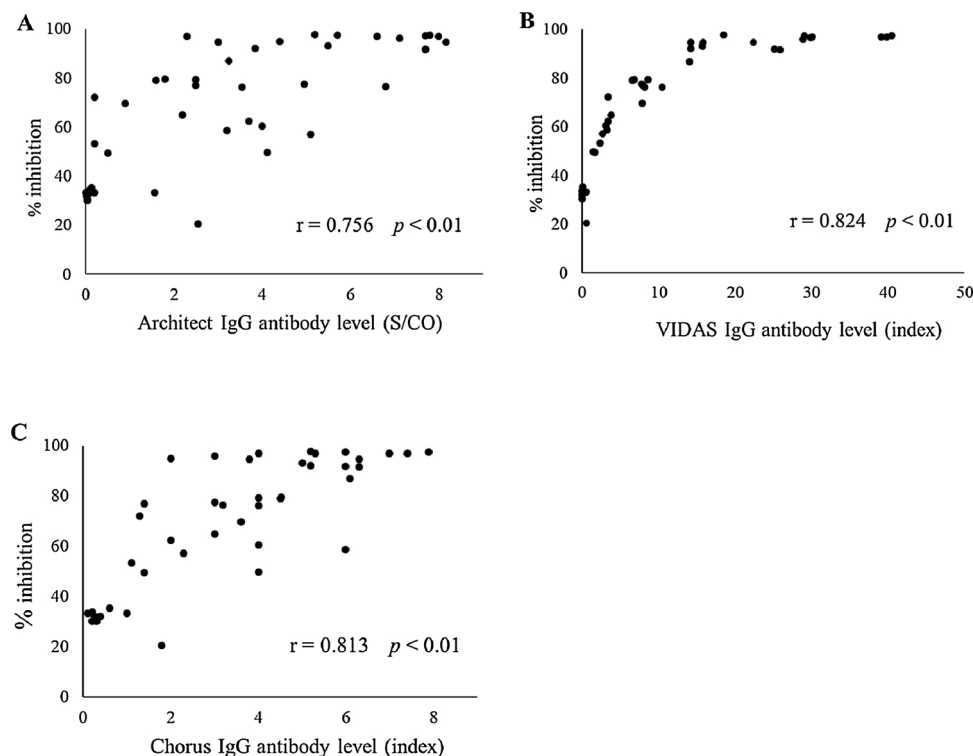 A
% inhibition
100
80
60
40
20
0
r = 0.756 p < 0.01
0 2 4 6 8
Architect IgG antibody level (S/CO)
B
% inhibition
100
80
60
40
20
0
r = 0.824 p < 0.01
0 10 20 30 40 50
VIDAS IgG antibody level (index)
C
% inhibition
100
80
60
40
20
0
r = 0.813 p < 0.01
0 2 4 6 8
Chorus IgG antibody level (index)